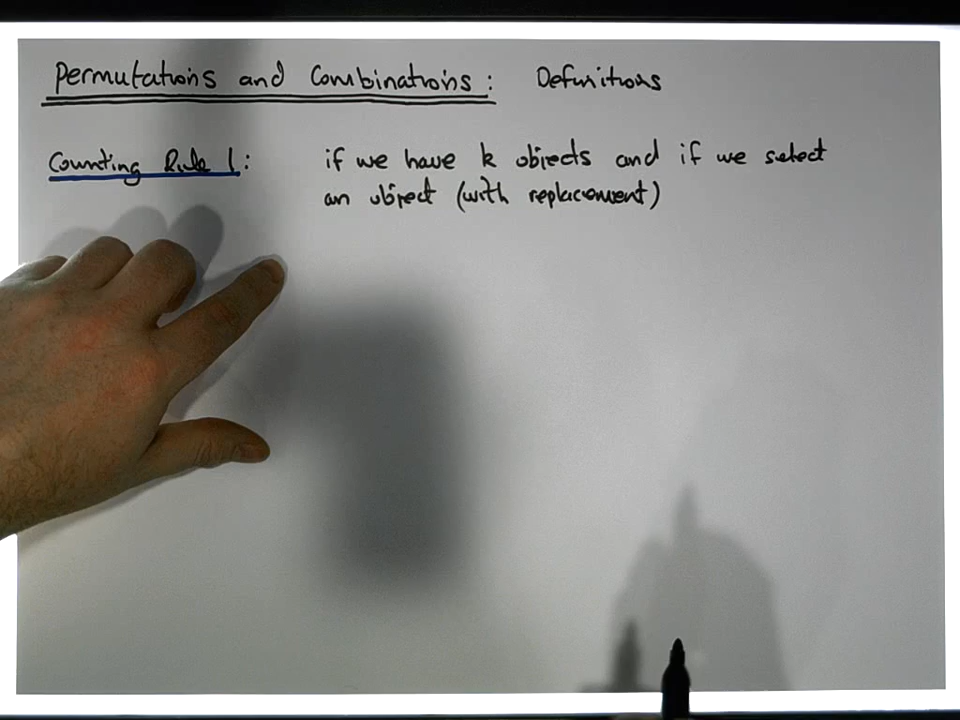 Permutations and Combinations: Definitions
Counting Rule 1: if we have k objects and if we select
an object (with replacement)